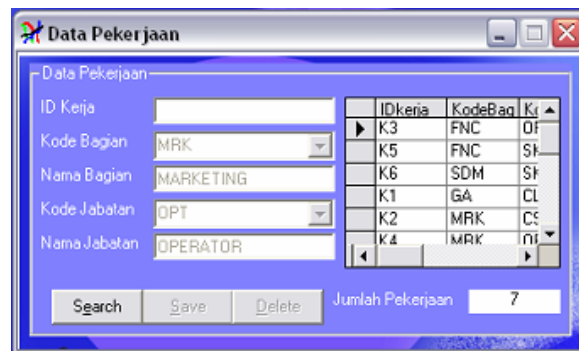 Data Pekerjaan
Data Pekerjaan
ID Kerja
Kode Bagian MRK
Nama Bagian MARKETING
Kode Jabatan OPT
Nama Jabatan OPERATOR
IDkerja KodeBag
K3 FNC
K5 FNC
K6 SDM
K1 GA CL
K2 MRK CS
K4 MRK
Search Save Delete
Jumlah Pekerjaan 7